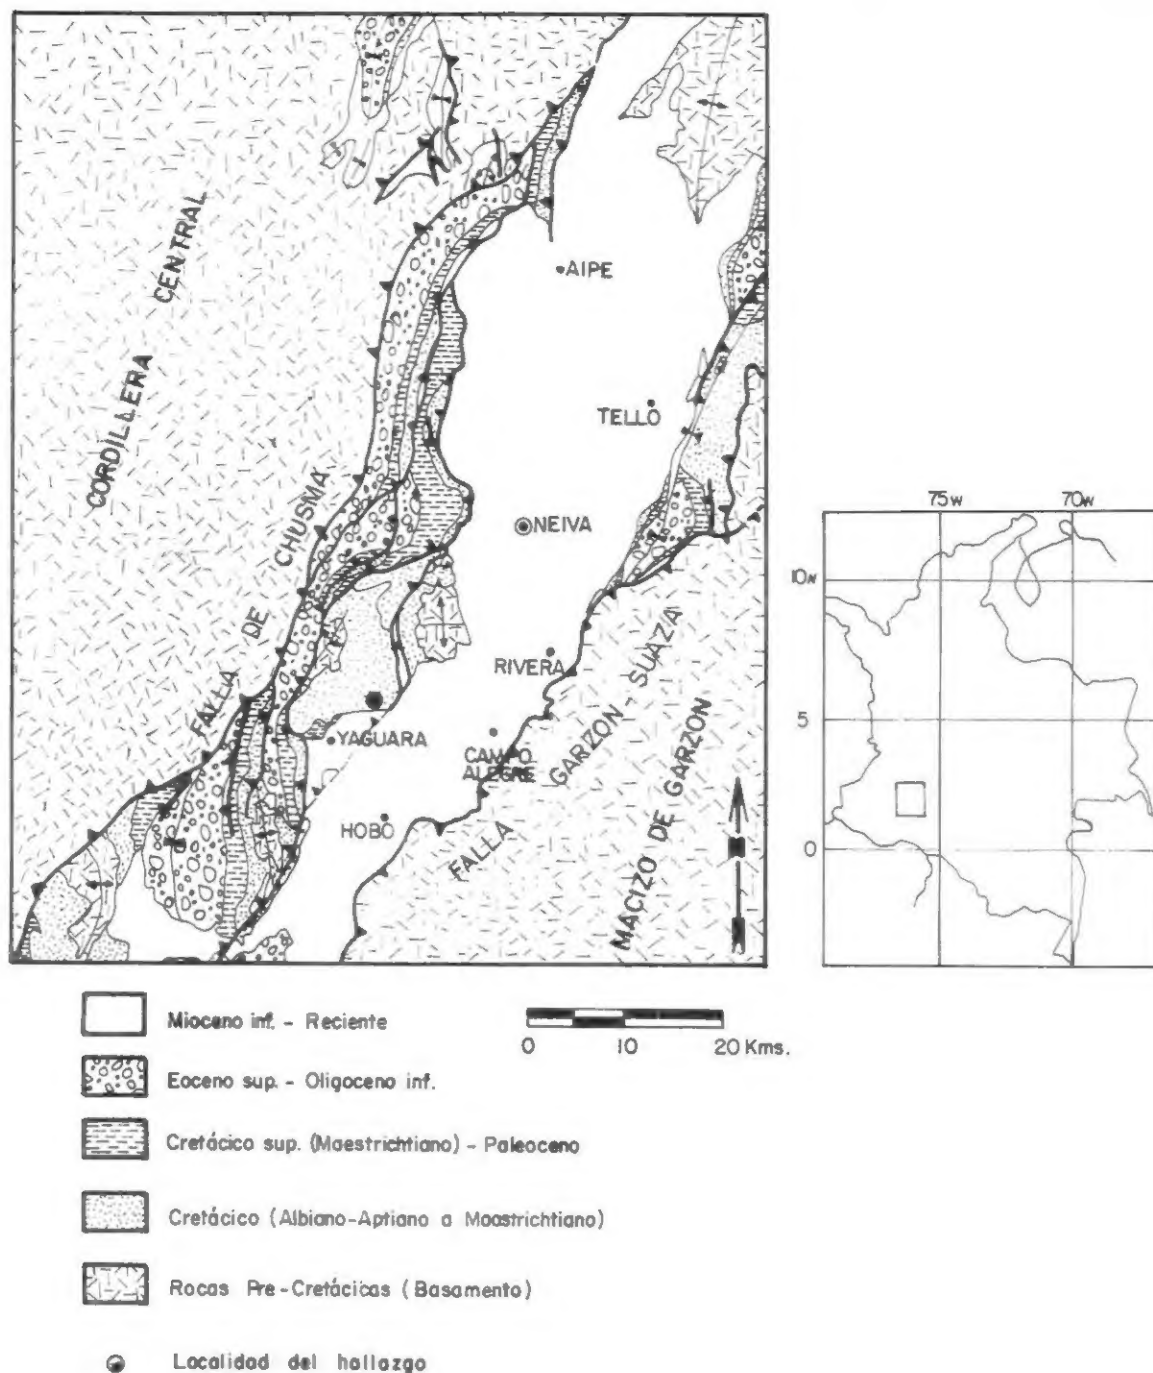 CORDILLERA CENTRAL
FALLA DE CHUSMA
AIPE
TELLO
NEIVA
RIVERA
YAGUARA
CAMPO
ALEGRE
HOBO
FALLA GARZON-SUAZA
MACIZO DE GARZON
75W 70W
10N
5
0
Mioceno inf. - Reciente
0 10 20 Kms.
Eoceno sup. - Oligoceno inf.
Cretácico sup. (Maestrichtiano) - Paleoceno
Cretácico (Albiano-Aptiano a Maastrichtiano)
Rocas Pre-Cretácicas (Basamento)
Localidad del hallazgo